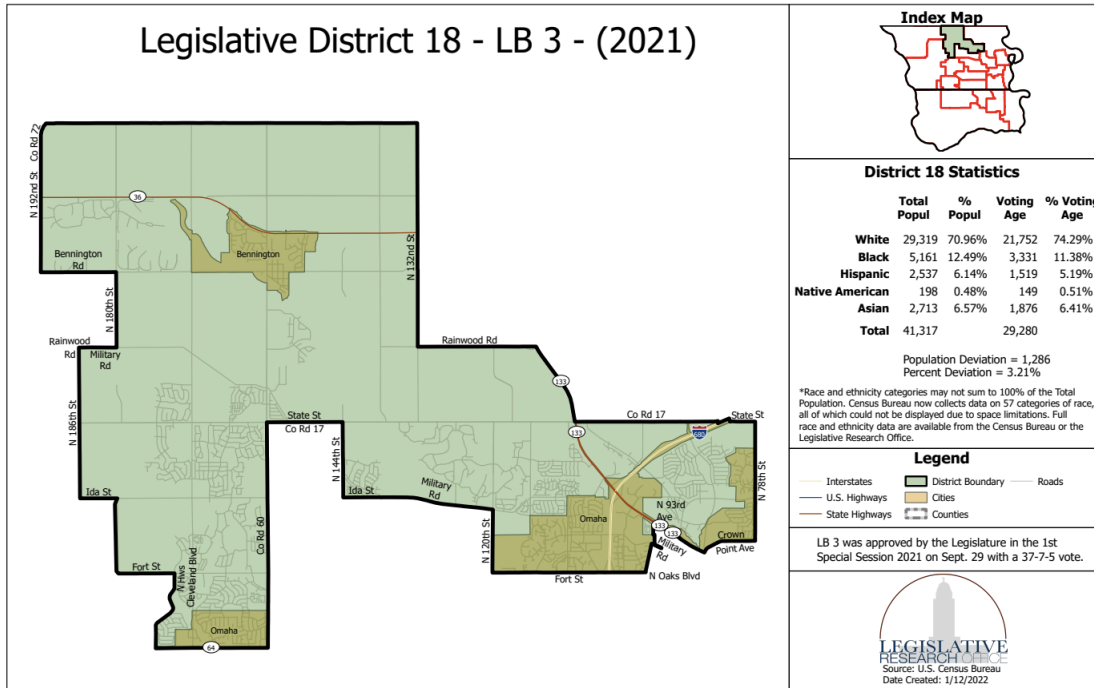 Legislative District 18 - LB 3 - (2021)
N 192nd St
Co Rd 72
36
Bennington
Rd
Bennington
N 132nd St
N 180th St
Rainwood
Rd
Military
Rd
Rainwood Rd
133
N 186th St
State St
Co Rd 17
Co Rd 17
State St
133
680
N 144th St
Ida St
Ida St
Military
Rd
N 78th St
N 93rd
Ave
Omaha
133
133
Military
Rd
Crown
Point Ave
N 120th St
Co Rd 60
Fort St
Fort St
N Oaks Blvd
N Hws
Cleveland Blvd
Omaha
64
Index Map
District 18 Statistics
Total Popul % Popul Voting Age % Voting Age
White 29,319 70.96% 21,752 74.29%
Black 5,161 12.49% 3,331 11.38%
Hispanic 2,537 6.14% 1,519 5.19%
Native American 198 0.48% 149 0.51%
Asian 2,713 6.57% 1,876 6.41%
Total 41,317 29,280
Population Deviation = 1,286
Percent Deviation = 3.21%
*Race and ethnicity categories may not sum to 100% of the Total
Population. Census Bureau now collects data on 57 categories of race,
all of which could not be displayed due to space limitations. Full
race and ethnicity data are available from the Census Bureau or the
Legislative Research Office.
Legend
Interstates District Boundary Roads
U.S. Highways Cities
State Highways Counties
LB 3 was approved by the Legislature in the 1st
Special Session 2021 on Sept. 29 with a 37-7-5 vote.
LEGISLATIVE
RESEARCH OFFICE
Source: U.S. Census Bureau
Date Created: 1/12/2022